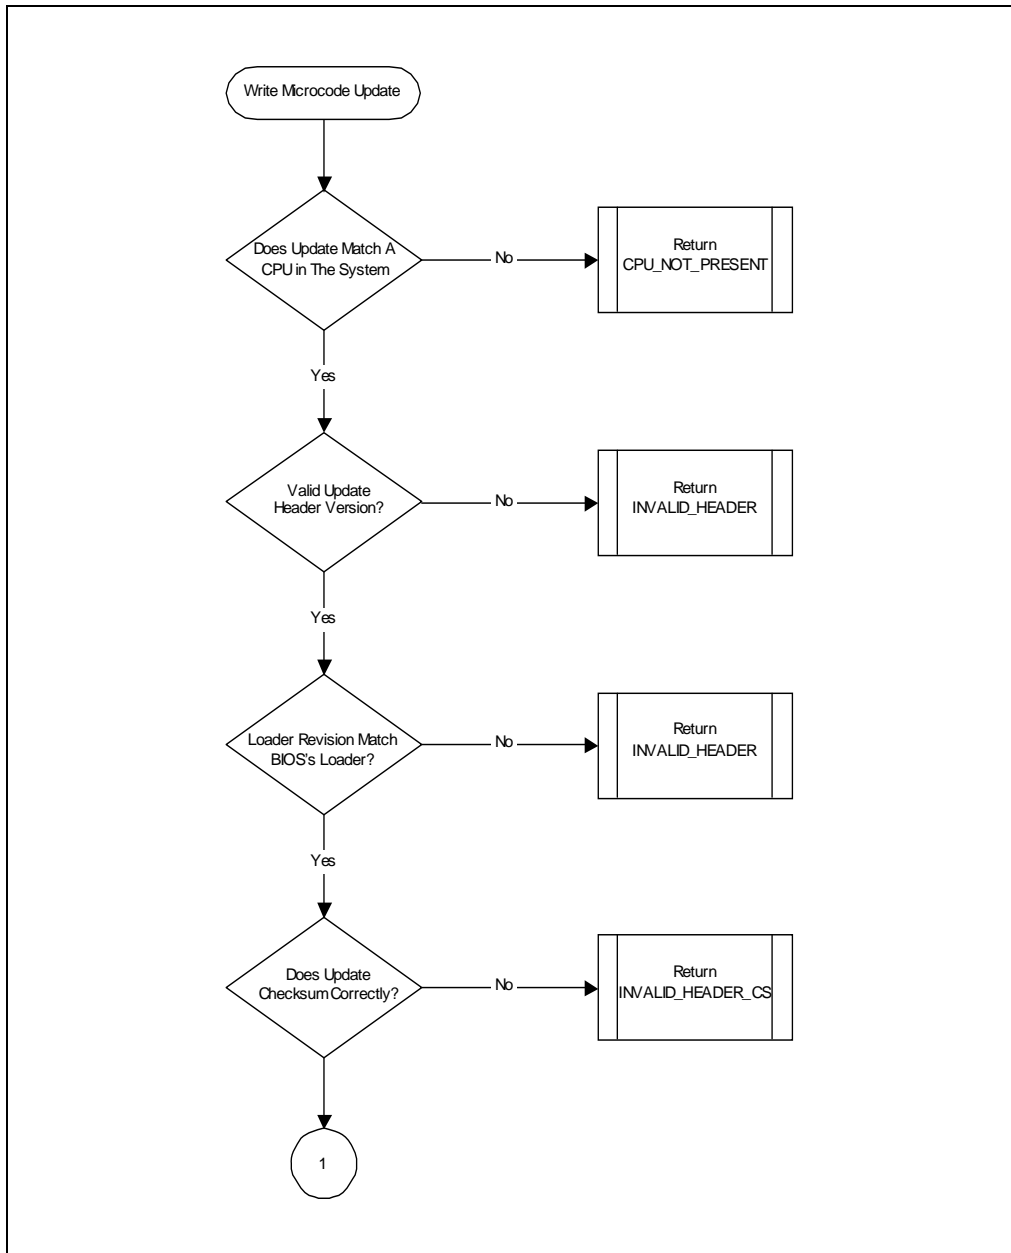 Write Microcode Update
Does Update Match A
CPU in The System
No
Return
CPU_NOT_PRESENT
Yes
Valid Update
Header Version?
No
Return
INVALID_HEADER
Yes
Loader Revision Match
BIOS's Loader?
No
Return
INVALID_HEADER
Yes
Does Update
Checksum Correctly?
No
Return
INVALID_HEADER_CS
1